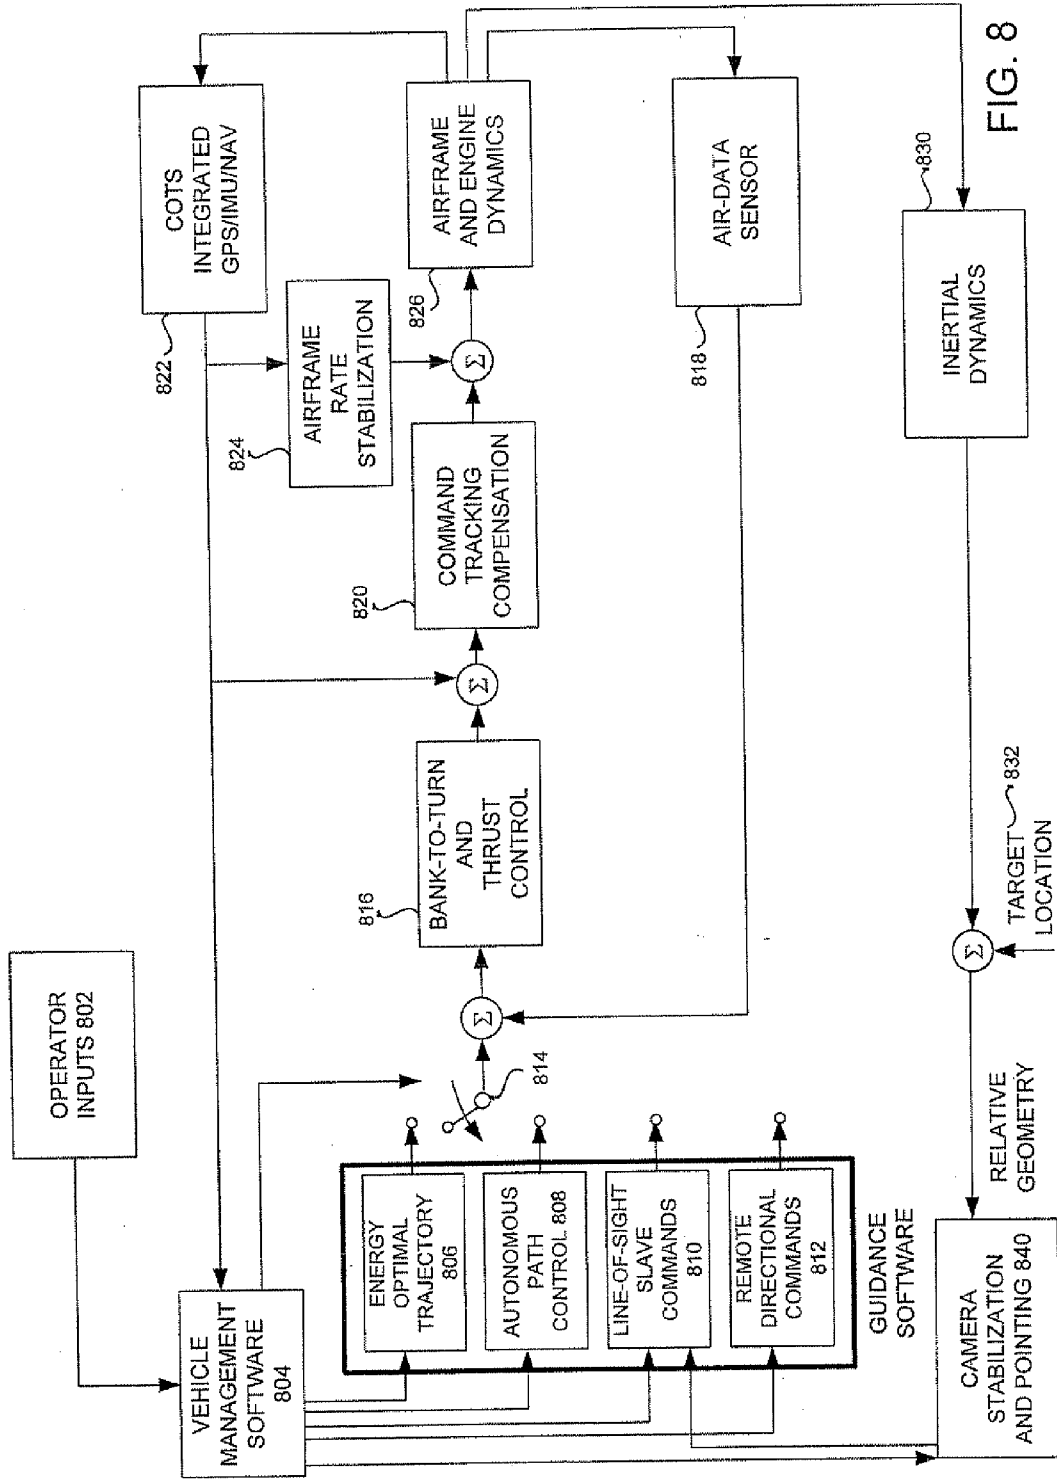 OPERATOR
INPUTS 802
VEHICLE
MANAGEMENT
SOFTWARE
804
ENERGY
OPTIMAL
TRAJECTORY
806
AUTONOMOUS
PATH
CONTROL 808
LINE-OF-SIGHT
SLAVE
COMMANDS
810
REMOTE
DIRECTIONAL
COMMANDS
812
GUIDANCE
SOFTWARE
814
Σ
816
BANK-TO-TURN
AND
THRUST
CONTROL
Σ
820
COMMAND
TRACKING
COMPENSATION
Σ
822
COTS
INTEGRATED
GPS/IMU/NAV
824
AIRFRAME
RATE
STABILIZATION
826
AIRFRAME
AND ENGINE
DYNAMICS
818
AIR-DATA
SENSOR
830
INERTIAL
DYNAMICS
Σ
TARGET 832
LOCATION
RELATIVE
GEOMETRY
CAMERA
STABILIZATION
AND POINTING 840
FIG. 8